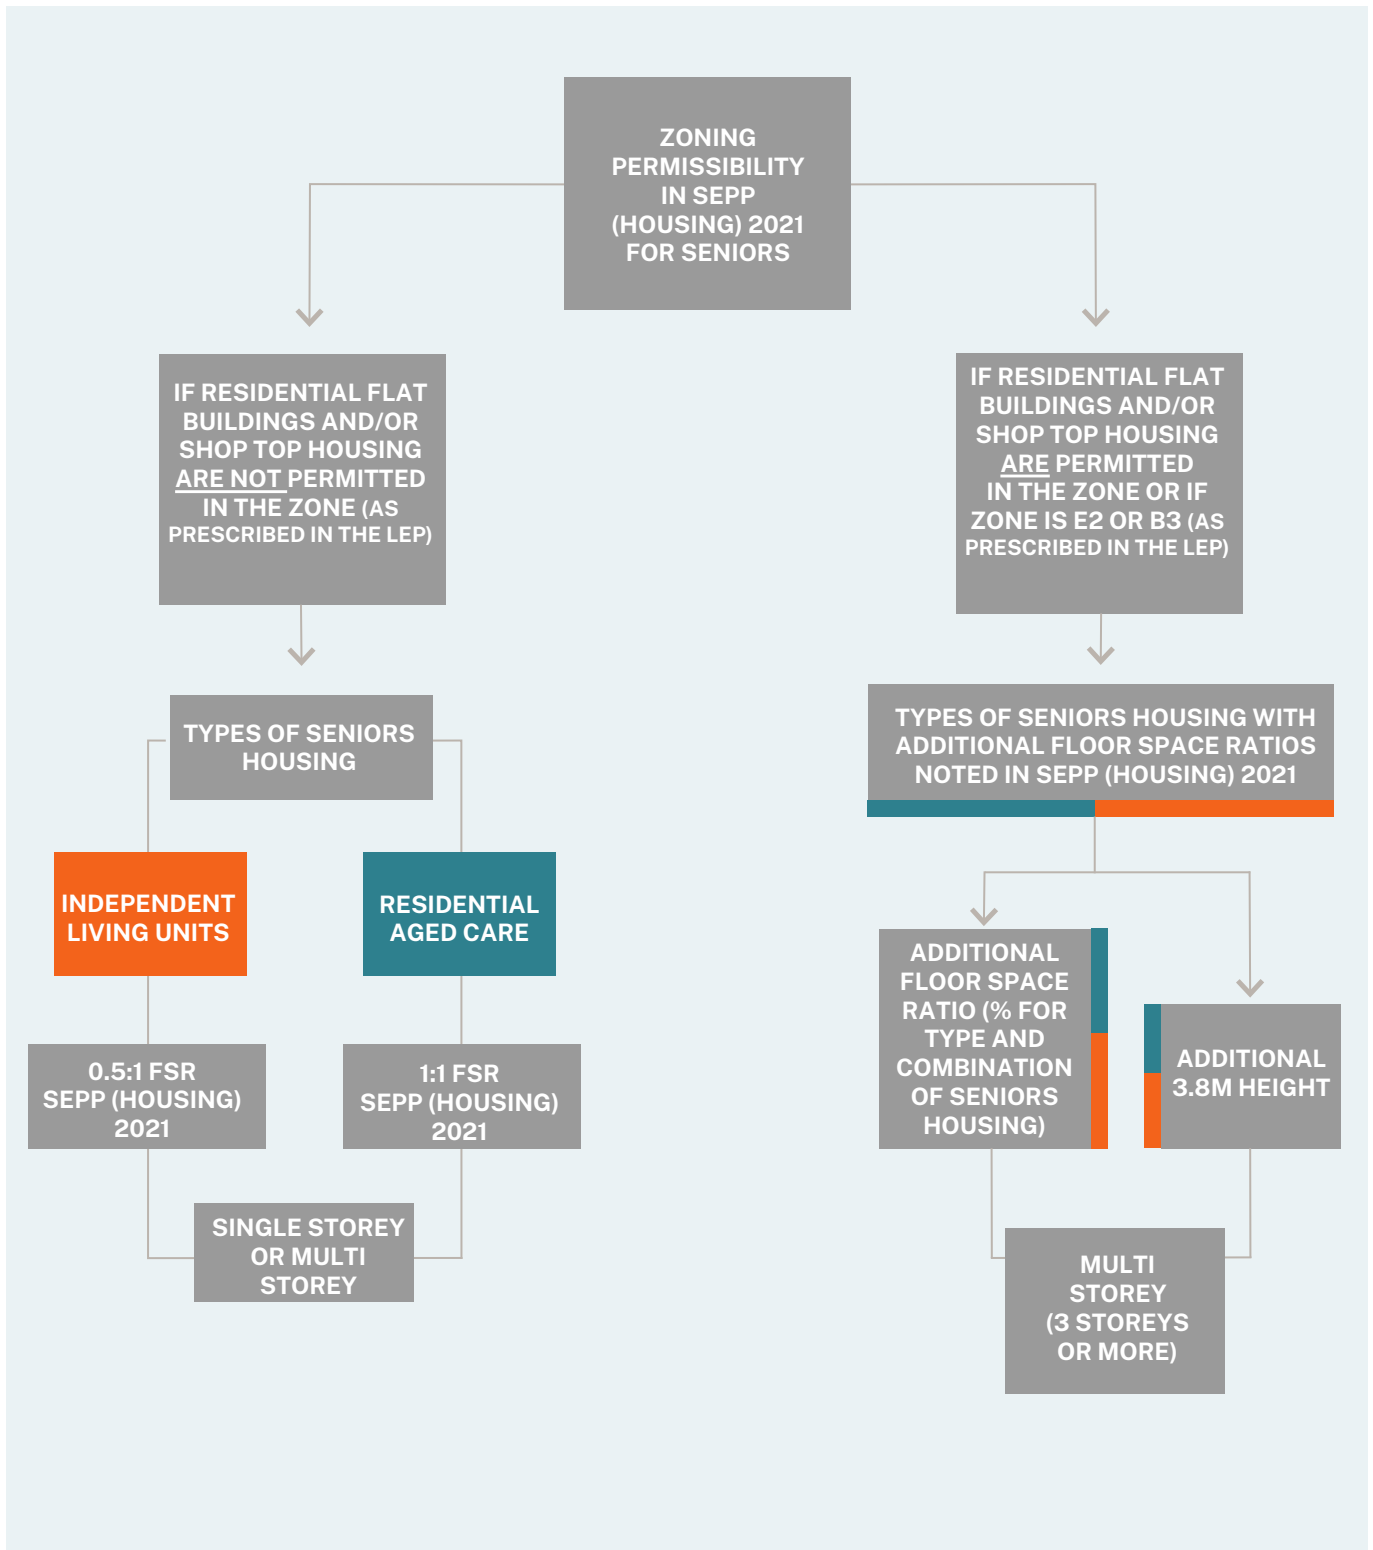 ZONING
PERMISSIBILITY
IN SEPP
(HOUSING) 2021
FOR SENIORS
IF RESIDENTIAL FLAT
BUILDINGS AND/OR
SHOP TOP HOUSING
ARE NOT PERMITTED
IN THE ZONE (AS
PRESCRIBED IN THE LEP)
IF RESIDENTIAL FLAT
BUILDINGS AND/OR
SHOP TOP HOUSING
ARE PERMITTED
IN THE ZONE OR IF
ZONE IS E2 OR B3 (AS
PRESCRIBED IN THE LEP)
TYPES OF SENIORS
HOUSING
TYPES OF SENIORS HOUSING WITH
ADDITIONAL FLOOR SPACE RATIOS
NOTED IN SEPP (HOUSING) 2021
INDEPENDENT
LIVING UNITS
RESIDENTIAL
AGED CARE
ADDITIONAL
FLOOR SPACE
RATIO (% FOR
TYPE AND
COMBINATION
OF SENIORS
HOUSING)
ADDITIONAL
3.8M HEIGHT
0.5:1 FSR
SEPP (HOUSING)
2021
1:1 FSR
SEPP (HOUSING)
2021
SINGLE STOREY
OR MULTI
STOREY
MULTI
STOREY
(3 STOREYS
OR MORE)